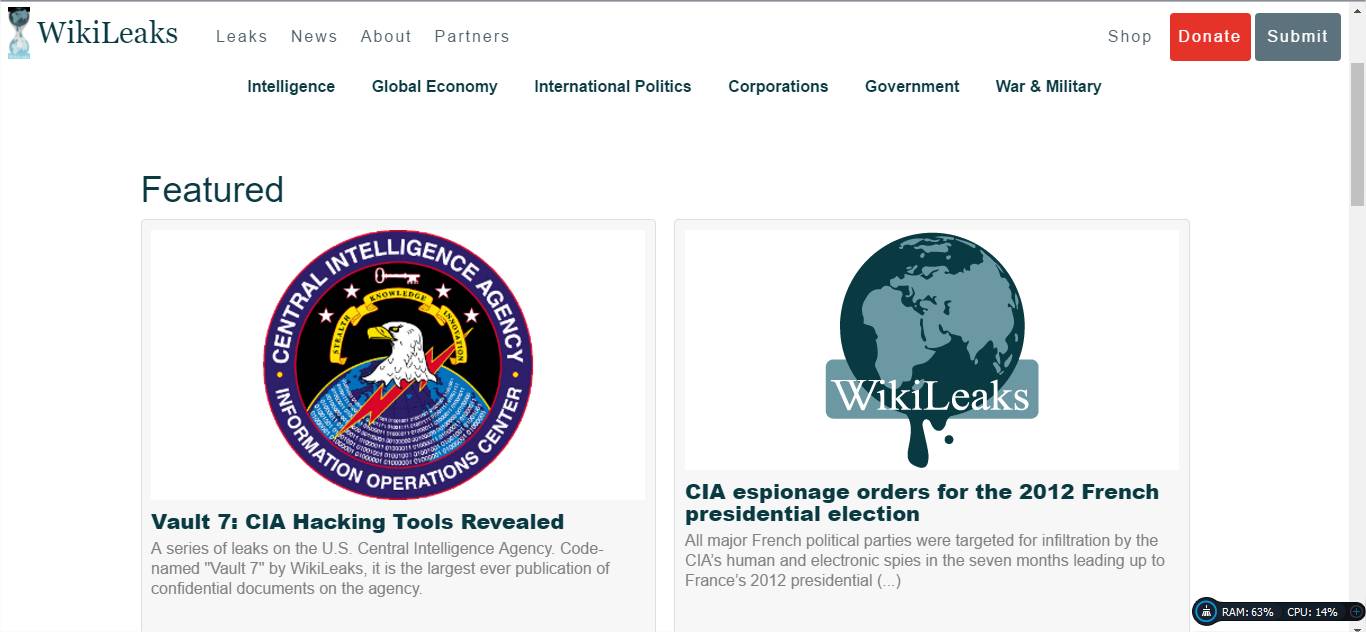 WikiLeaks
Leaks News About Partners
Shop Donate Submit
Intelligence Global Economy International Politics Corporations Government War & Military
Featured
CENTRAL INTELLIGENCE AGENCY
STEALTH KNOWLEDGE INNOVATION
INFORMATION OPERATIONS CENTER
Vault 7: CIA Hacking Tools Revealed
A series of leaks on the U.S. Central Intelligence Agency. Code-
named "Vault 7" by WikiLeaks, it is the largest ever publication of
confidential documents on the agency.
WikiLeaks
CIA espionage orders for the 2012 French
presidential election
All major French political parties were targeted for infiltration by the
CIA’s human and electronic spies in the seven months leading up to
France’s 2012 presidential (...)
RAM: 63% CPU: 14%